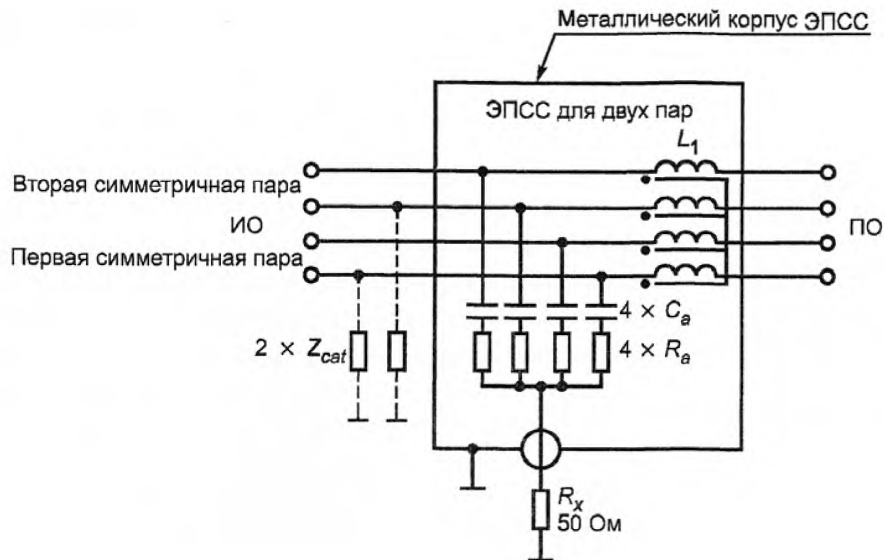 Металлический корпус ЭПСС
ЭПСС для двух пар
L₁
Вторая симметричная пара
ИО
ПО
Первая симметричная пара
4 × Cₐ
2 × Z_cat
4 × Rₐ
Rₓ
50 Ом